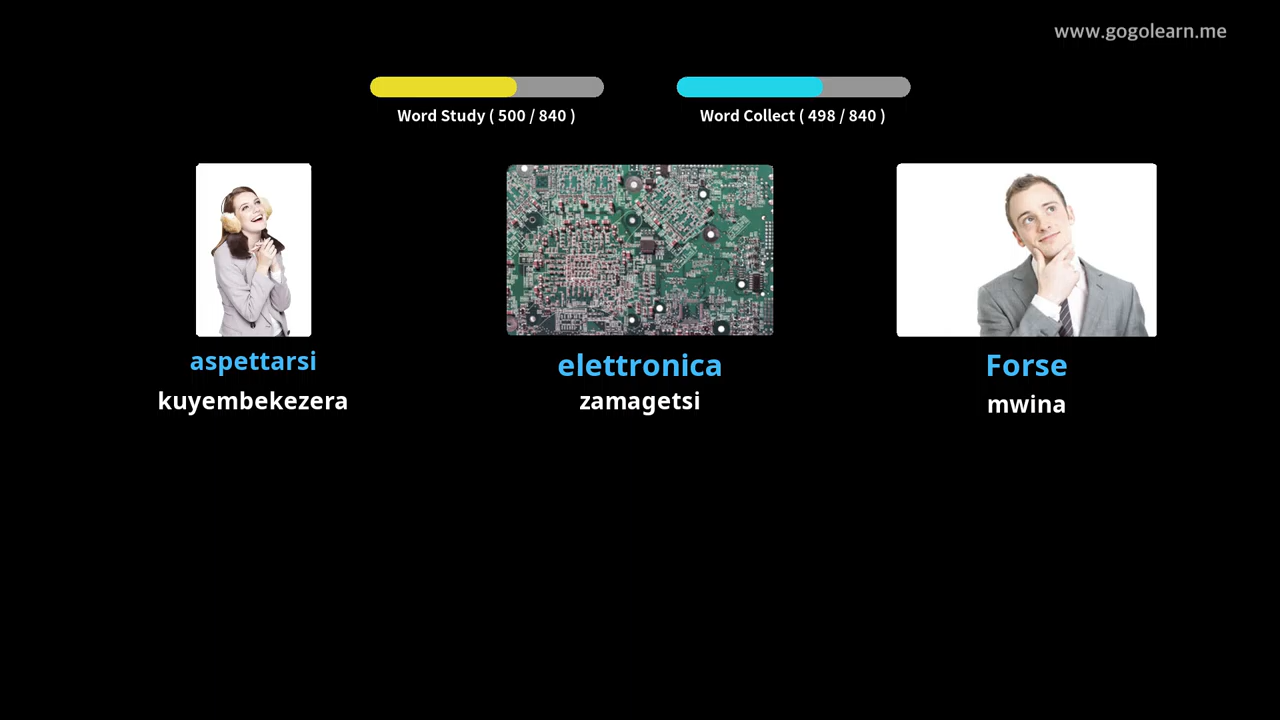 www.gogolearn.me
Word Study ( 500 / 840 )
Word Collect ( 498 / 840 )
aspettarsi
kuyembekezera
elettronica
zamagetsi
Forse
mwina